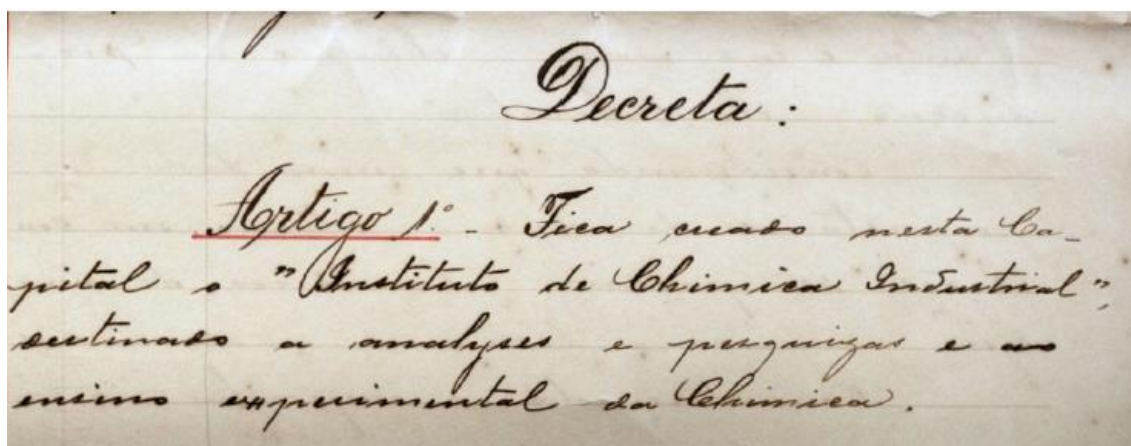 Decreta:
Artigo 1.º - Fica creado nesta Ca-
pital o "Instituto de Chimica Industrial",
destinado a analyses e pesquizas e ao
ensino experimental da Chimica.